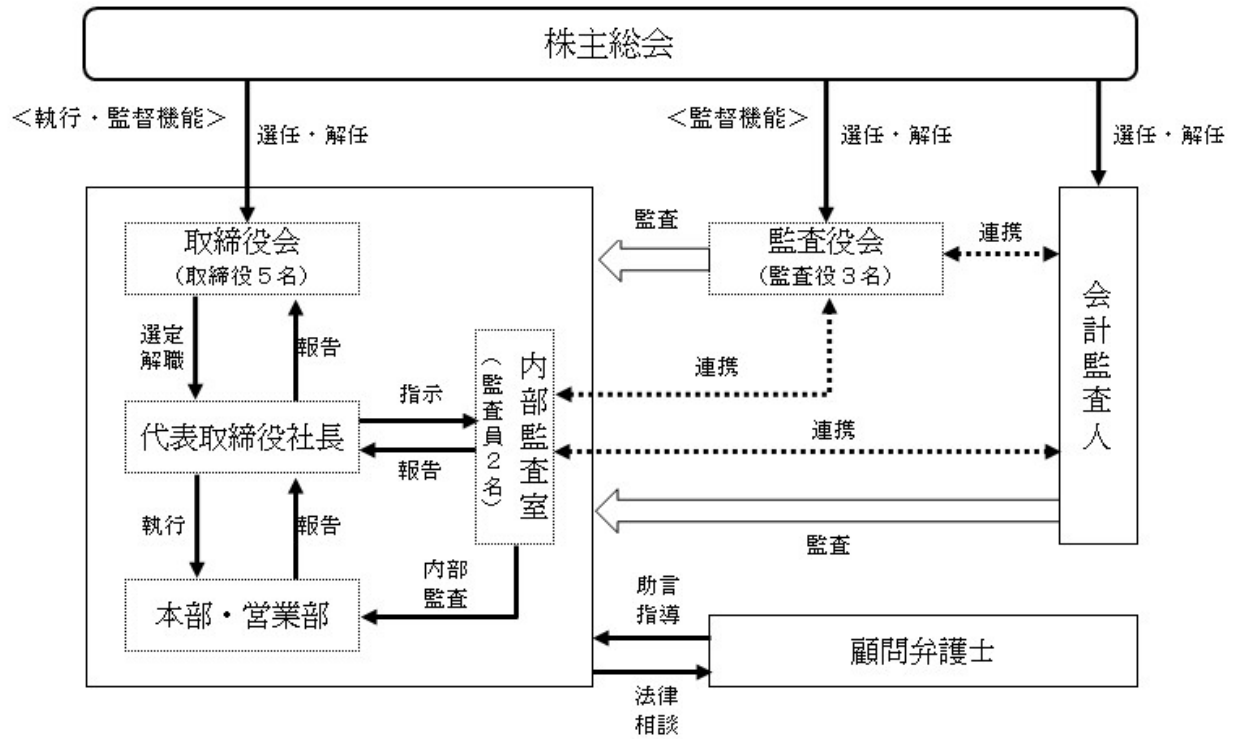 株主総会
＜執行・監督機能＞
選任・解任
＜監督機能＞
選任・解任
選任・解任
取締役会
（取締役５名）
監査
監査役会
（監査役３名）
連携
会計監査人
選定
解職
報告
内部監査室
（監査員２名）
連携
指示
代表取締役社長
報告
連携
執行
報告
監査
内部
監査
本部・営業部
助言
指導
顧問弁護士
法律
相談